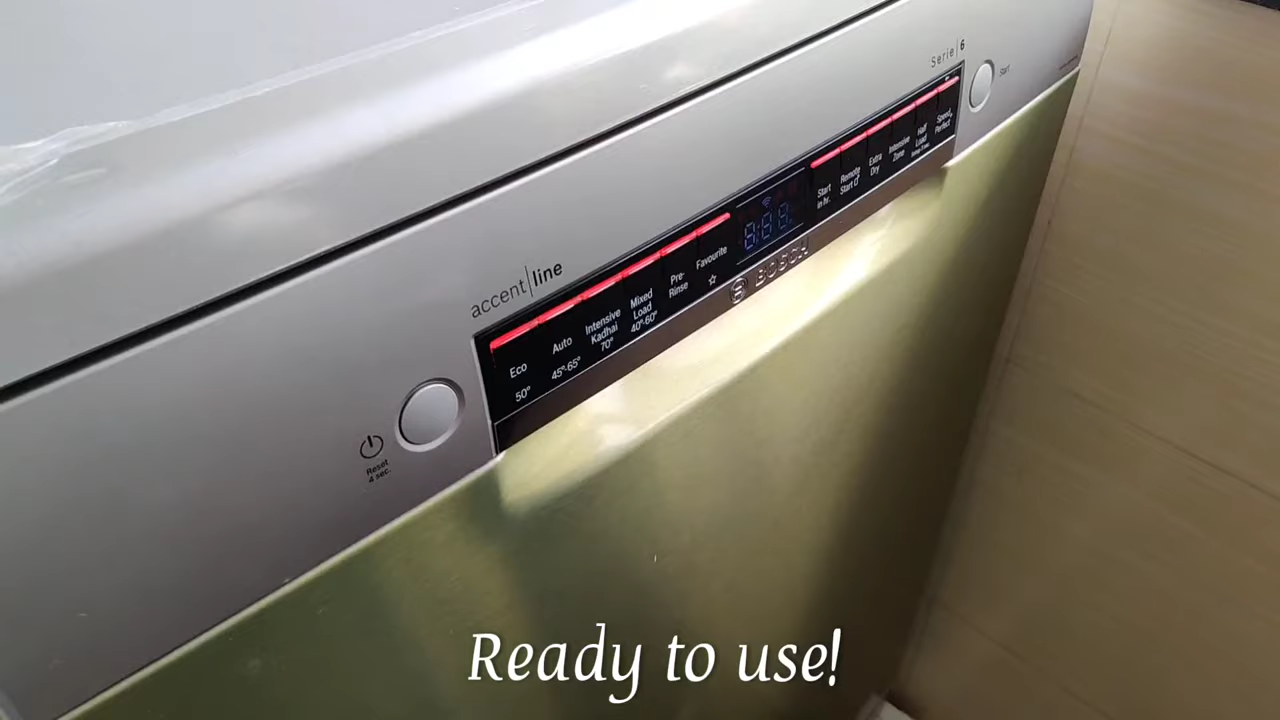 Serie | 6
Start
accent | line
Eco
50°
Auto
45°-65°
Intensive
Kadhai
70°
Mixed
Load
40°-60°
Pre-
Rinse
Favourite
8:88
BOSCH
Start
in hr.
Remote
Start
Extra
Dry
Intensive
Zone
Half
Load
Speed
Perfect
Reset
4 sec.
Ready to use!